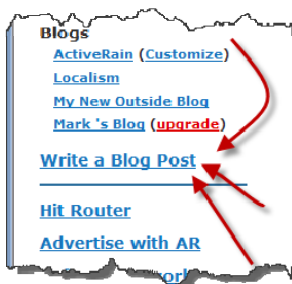 Blogs
ActiveRain (Customize)
Localism
My New Outside Blog
Mark 's Blog (upgrade)
Write a Blog Post
Hit Router
Advertise with AR